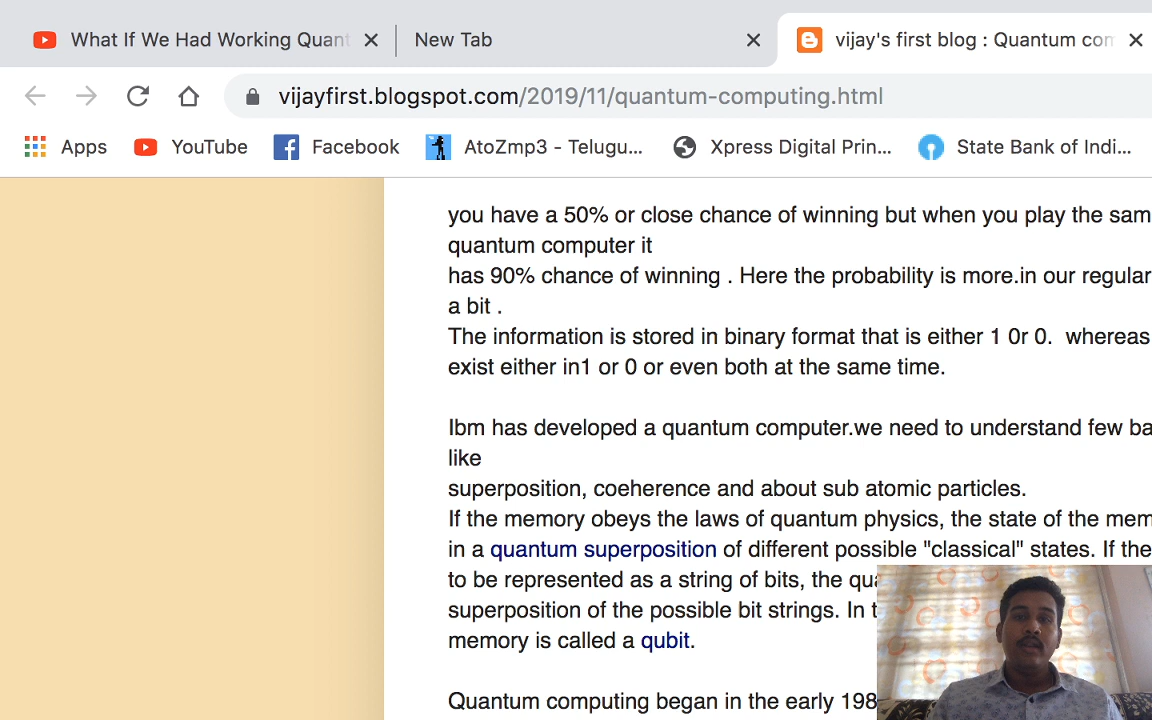 What If We Had Working Quant
New Tab
vijay's first blog : Quantum com
vijayfirst.blogspot.com/2019/11/quantum-computing.html
Apps YouTube Facebook AtoZmp3 - Telugu... Xpress Digital Prin... State Bank of Indi...
you have a 50% or close chance of winning but when you play the sam
quantum computer it
has 90% chance of winning . Here the probability is more.in our regular
a bit .
The information is stored in binary format that is either 1 0r 0.  whereas
exist either in1 or 0 or even both at the same time.
Ibm has developed a quantum computer.we need to understand few ba
like
superposition, coeherence and about sub atomic particles.
If the memory obeys the laws of quantum physics, the state of the mem
in a quantum superposition of different possible "classical" states. If the
to be represented as a string of bits, the qua
superposition of the possible bit strings. In t
memory is called a qubit.
Quantum computing began in the early 198